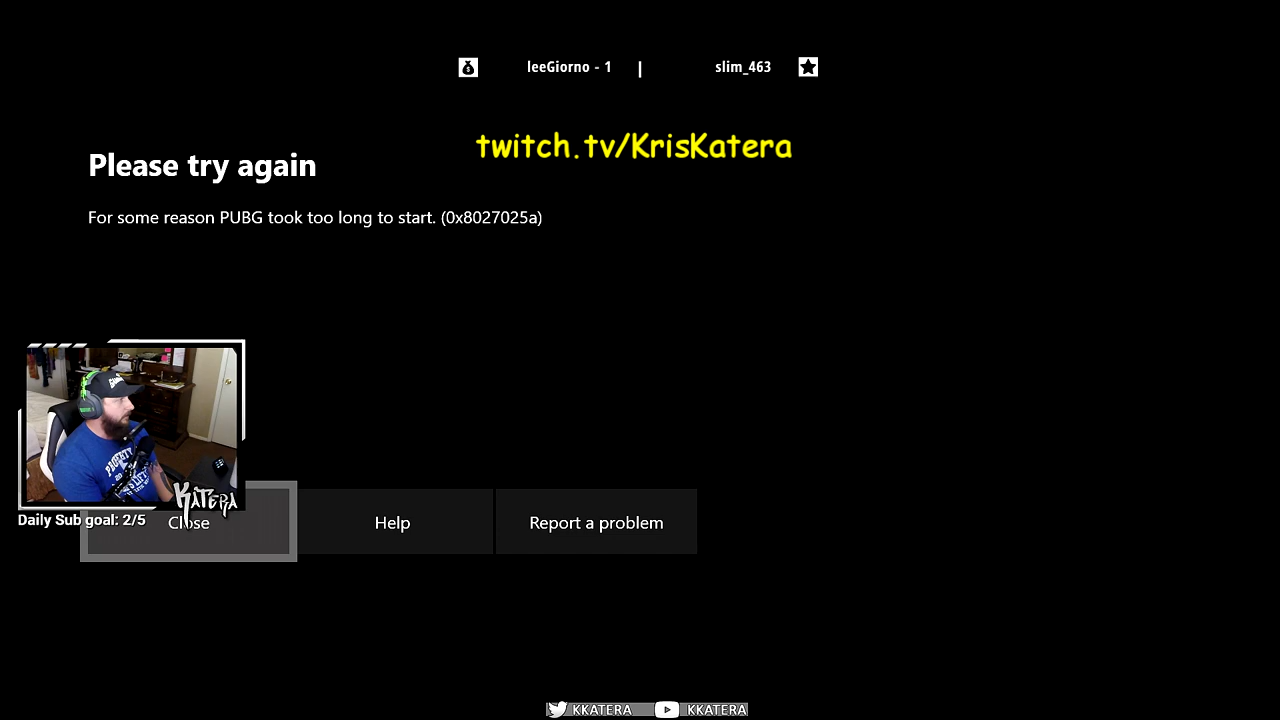 leeGiorno - 1 | slim_463
twitch.tv/KrisKatera
Please try again
For some reason PUBG took too long to start. (0x8027025a)
KATERA
Daily Sub goal: 2/5
Close
Help
Report a problem
KKATERA
KKATERA